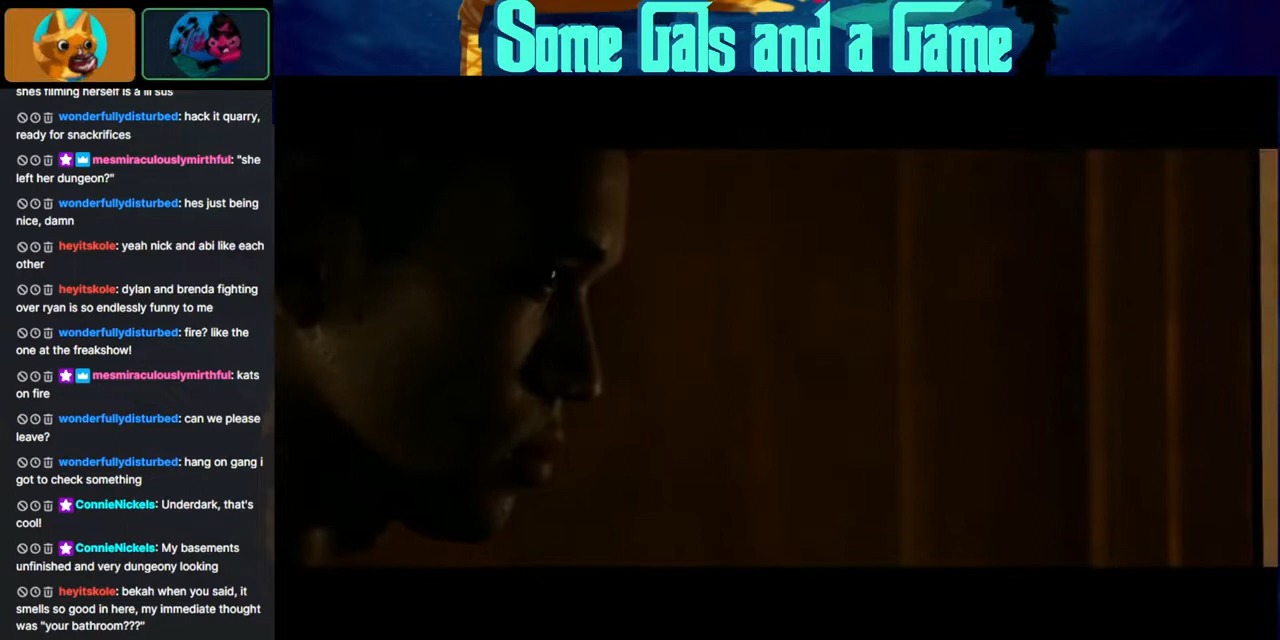 Some Gals and a Game
shes filming herself is a lil sus
wonderfullydisturbed: hack it quarry,
ready for snackrifices
mesmiraculouslymirthful: "she
left her dungeon?"
wonderfullydisturbed: hes just being
nice, damn
heyitskole: yeah nick and abi like each
other
heyitskole: dylan and brenda fighting
over ryan is so endlessly funny to me
wonderfullydisturbed: fire? like the
one at the freakshow!
mesmiraculouslymirthful: kats
on fire
wonderfullydisturbed: can we please
leave?
wonderfullydisturbed: hang on gang i
got to check something
ConnieNickels: Underdark, that's
cool!
ConnieNickels: My basements
unfinished and very dungeony looking
heyitskole: bekah when you said, it
smells so good in here, my immediate thought
was "your bathroom???"